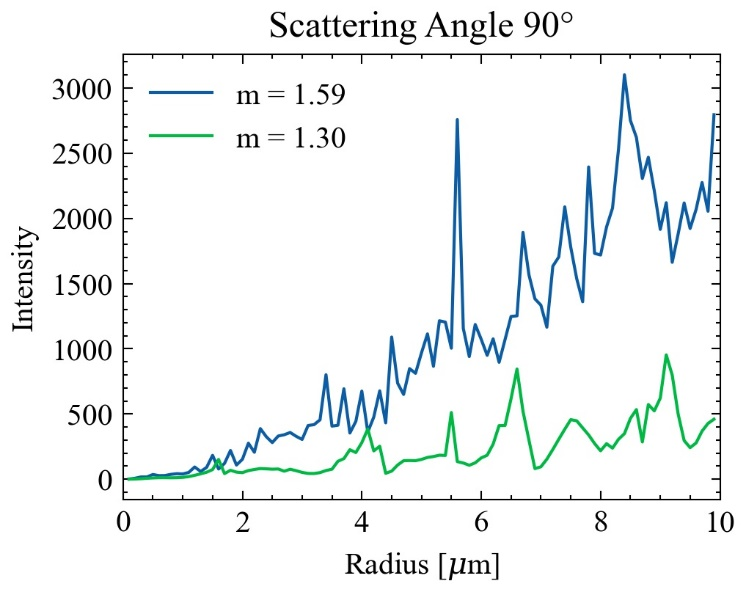 Scattering Angle 90°
m = 1.59
m = 1.30
3000
2500
2000
1500
1000
500
0
Intensity
0 2 4 6 8 10
Radius [μm]